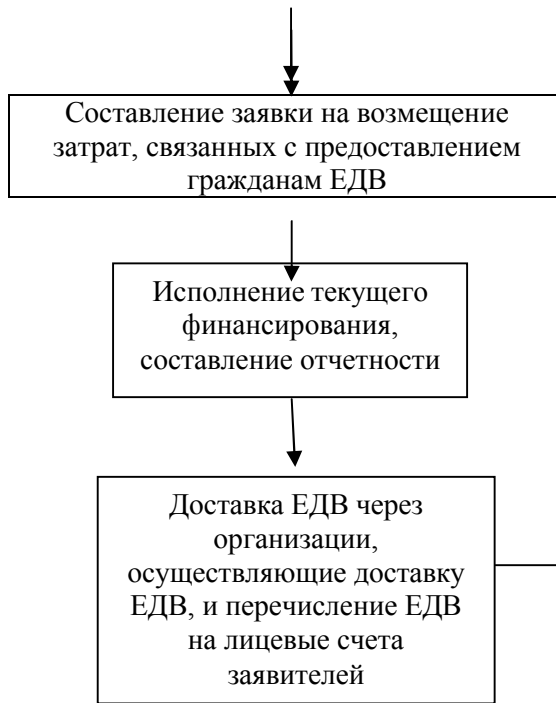 Составление заявки на возмещение
затрат, связанных с предоставлением
гражданам ЕДВ
Исполнение текущего
финансирования,
составление отчетности
Доставка ЕДВ через
организации,
осуществляющие доставку
ЕДВ, и перечисление ЕДВ
на лицевые счета
заявителей